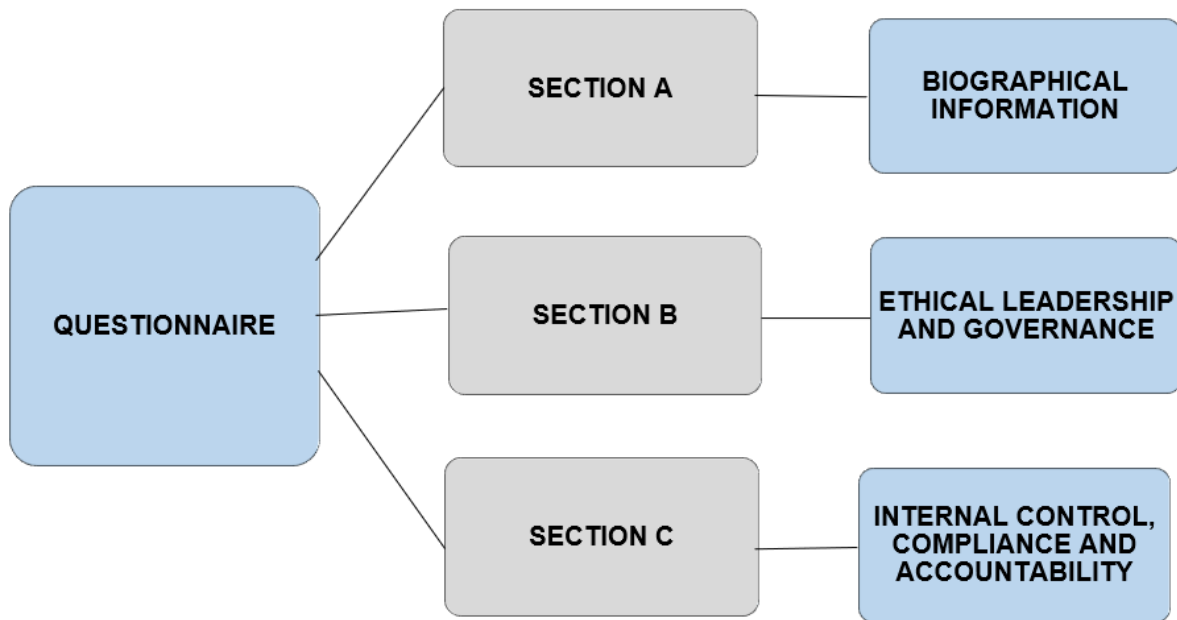 QUESTIONNAIRE
SECTION A
BIOGRAPHICAL
INFORMATION
SECTION B
ETHICAL LEADERSHIP
AND GOVERNANCE
SECTION C
INTERNAL CONTROL,
COMPLIANCE AND
ACCOUNTABILITY